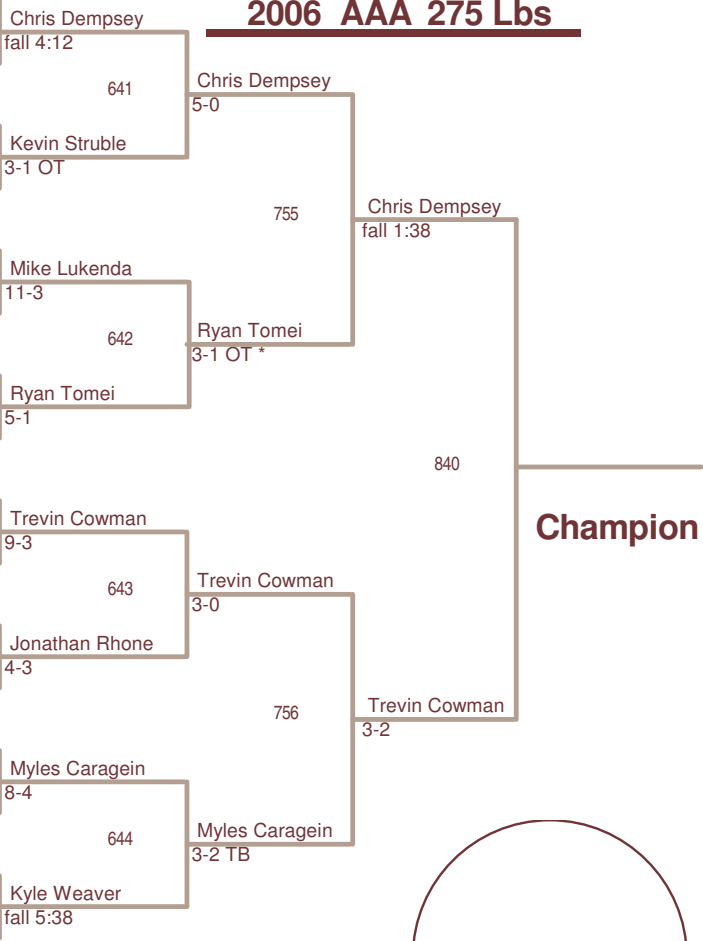 2006 AAA 275 Lbs
Chris Dempsey
fall 4:12
641
Chris Dempsey
5-0
Kevin Struble
3-1 OT
755
Chris Dempsey
fall 1:38
Mike Lukenda
11-3
642
Ryan Tomei
3-1 OT *
Ryan Tomei
5-1
840
Trevin Cowman
9-3
Champion
643
Trevin Cowman
3-0
Jonathan Rhone
4-3
756
Trevin Cowman
3-2
Myles Caragein
8-4
644
Myles Caragein
3-2 TB
Kyle Weaver
fall 5:38